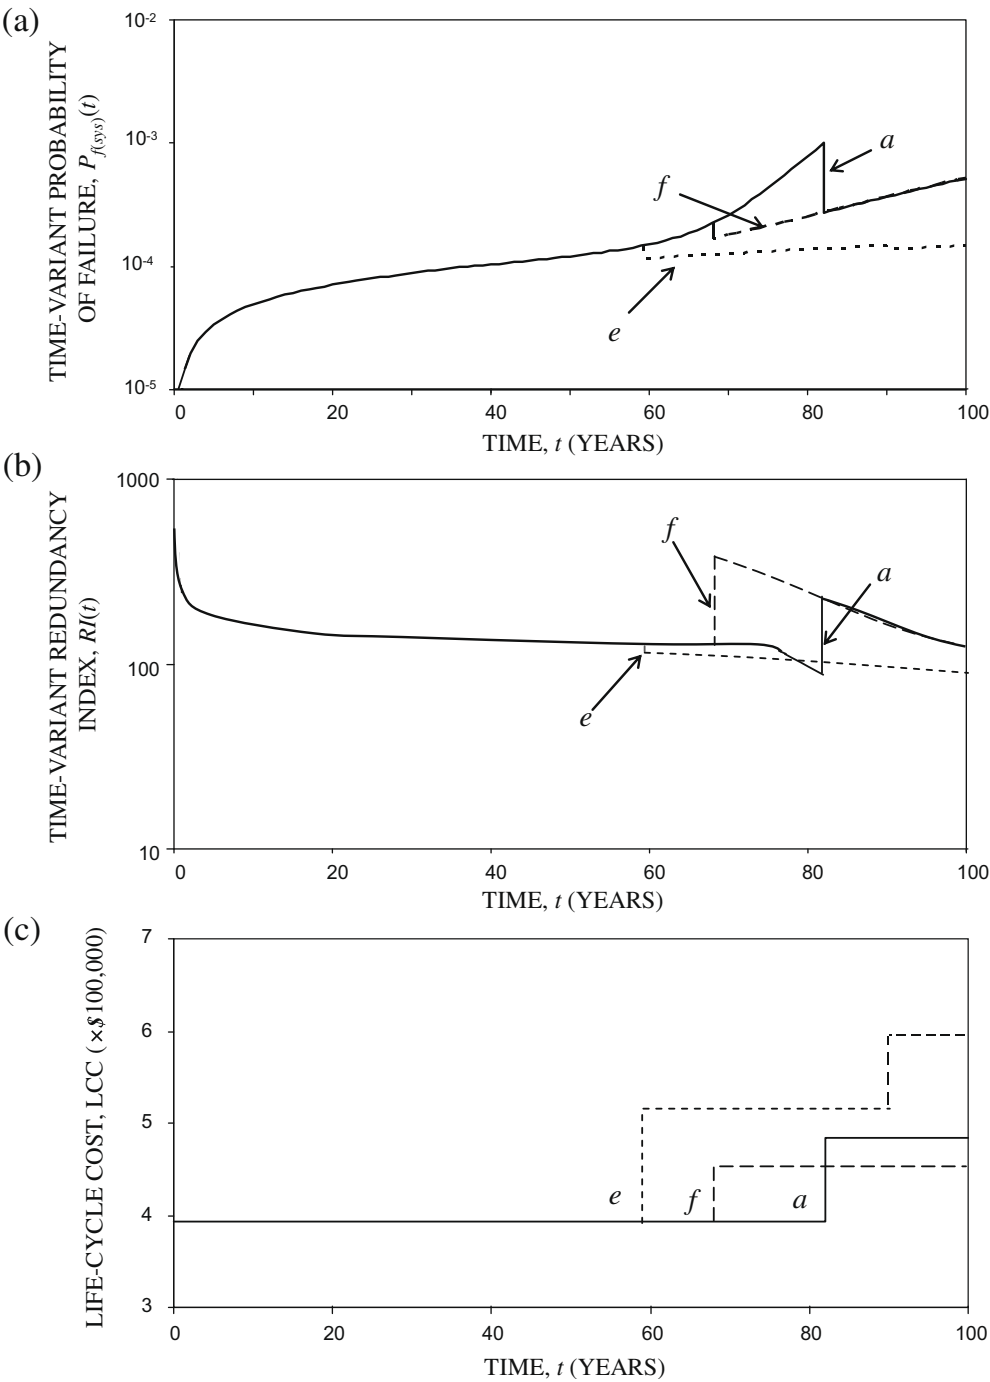 (a)
TIME-VARIANT PROBABILITY
OF FAILURE, P_{f(sys)}(t)
10^{-2}
10^{-3}
10^{-4}
10^{-5}
a
f
e
0 20 40 60 80 100
TIME, t (YEARS)
(b)
TIME-VARIANT REDUNDANCY
INDEX, RI(t)
1000
100
10
f
a
e
0 20 40 60 80 100
TIME, t (YEARS)
(c)
LIFE-CYCLE COST, LCC (×$100,000)
7
6
5
4
3
e f a
0 20 40 60 80 100
TIME, t (YEARS)